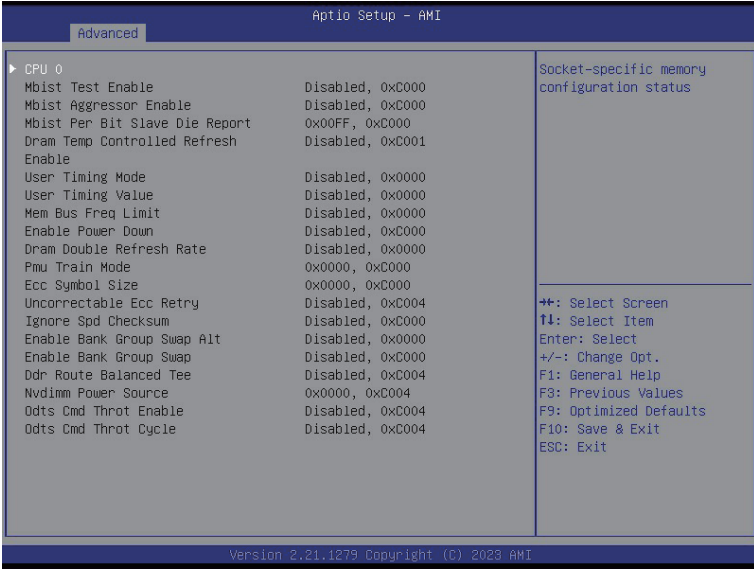 Aptio Setup – AMI
Advanced
▶ CPU 0
Mbist Test Enable Disabled, 0xC000
Mbist Aggressor Enable Disabled, 0xC000
Mbist Per Bit Slave Die Report 0x00FF, 0xC000
Dram Temp Controlled Refresh Disabled, 0xC001
Enable
User Timing Mode Disabled, 0x0000
User Timing Value Disabled, 0x0000
Mem Bus Freq Limit Disabled, 0x0000
Enable Power Down Disabled, 0xC000
Dram Double Refresh Rate Disabled, 0x0000
Pmu Train Mode 0x0000, 0xC000
Ecc Symbol Size 0x0000, 0xC000
Uncorrectable Ecc Retry Disabled, 0xC004
Ignore Spd Checksum Disabled, 0xC000
Enable Bank Group Swap Alt Disabled, 0x0000
Enable Bank Group Swap Disabled, 0xC000
Ddr Route Balanced Tee Disabled, 0xC004
Nvdimm Power Source 0x0000, 0xC004
Odts Cmd Throt Enable Disabled, 0xC004
Odts Cmd Throt Cycle Disabled, 0xC004
Socket-specific memory
configuration status
→←: Select Screen
↑↓: Select Item
Enter: Select
+/-: Change Opt.
F1: General Help
F3: Previous Values
F9: Optimized Defaults
F10: Save & Exit
ESC: Exit
Version 2.21.1279 Copyright (C) 2023 AMI